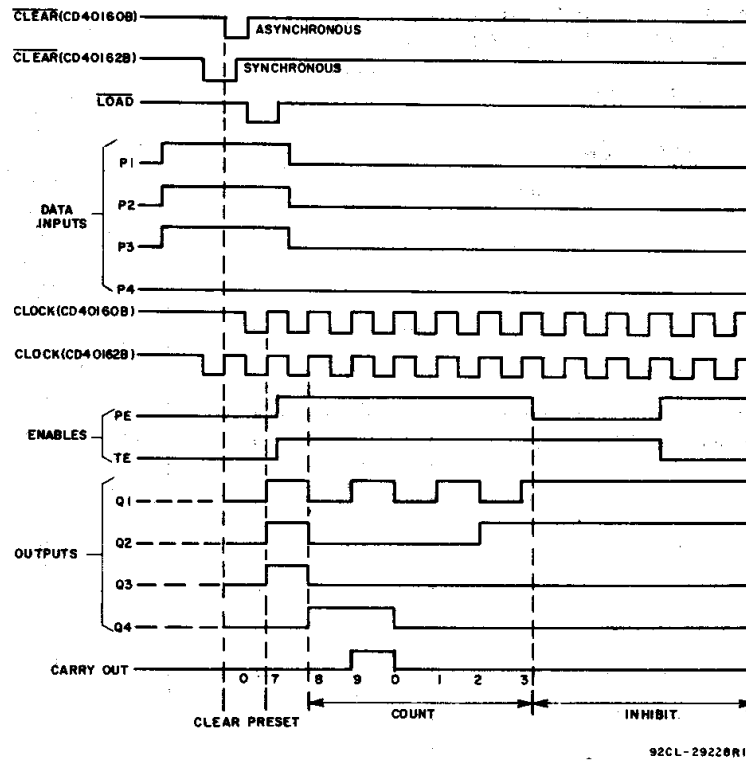 CLEAR(CD40160B)
ASYNCHRONOUS
CLEAR(CD40162B)
SYNCHRONOUS
LOAD
P1
P2
DATA
INPUTS
P3
P4
CLOCK(CD40160B)
CLOCK(CD40162B)
PE
ENABLES
TE
Q1
Q2
OUTPUTS
Q3
Q4
CARRY OUT
0 7 8 9 0 1 2 3
CLEAR PRESET COUNT INHIBIT
92CL-29228R1